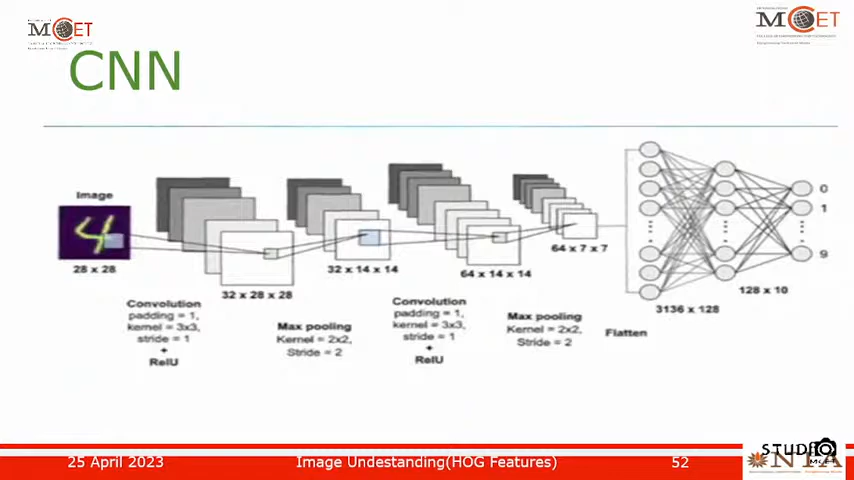 MCET
MCET
CNN
Image
28 x 28
32 x 28 x 28
32 x 14 x 14
64 x 14 x 14
64 x 7 x 7
0
1
9
3136 x 128
128 x 10
Convolution
padding = 1,
kernel = 3x3,
stride = 1
+
RelU
Max pooling
Kernel = 2x2,
Stride = 2
Convolution
padding = 1,
kernel = 3x3,
stride = 1
+
RelU
Max pooling
Kernel = 2x2,
Stride = 2
Flatten
25 April 2023
Image Undestanding(HOG Features)
52
STUDIO
MCET